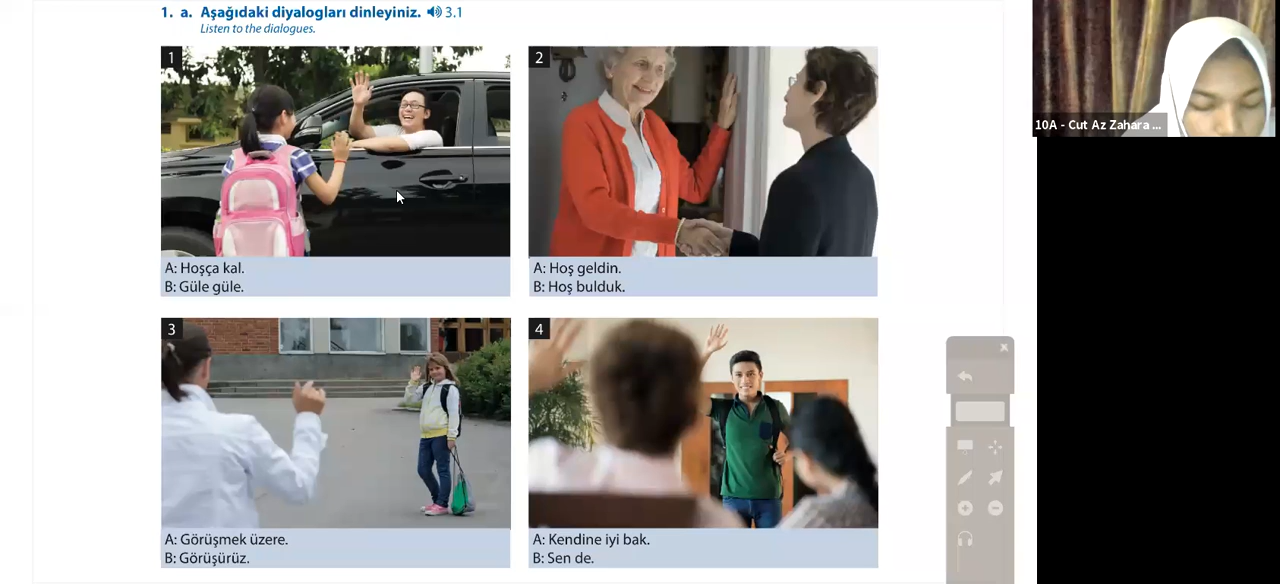 1. a. Aşağıdaki diyalogları dinleyiniz. 3.1
Listen to the dialogues.
1
2
A: Hoşça kal.
B: Güle güle.
A: Hoş geldin.
B: Hoş bulduk.
3
4
A: Görüşmek üzere.
B: Görüşürüz.
A: Kendine iyi bak.
B: Sen de.
10A - Cut Az Zahara ...